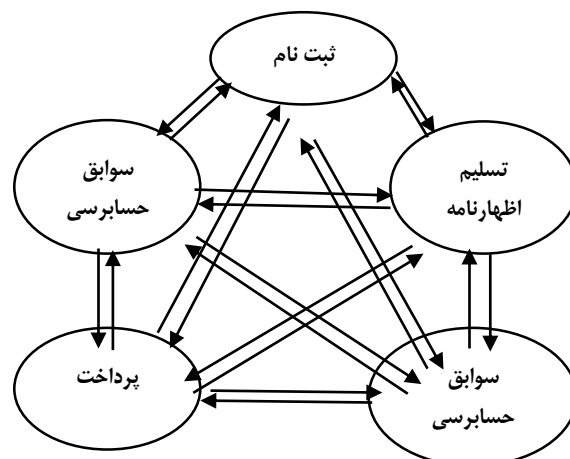 ثبت نام
تسلیم
اظهارنامه
سوابق
حسابرسی
پرداخت
سوابق
حسابرسی